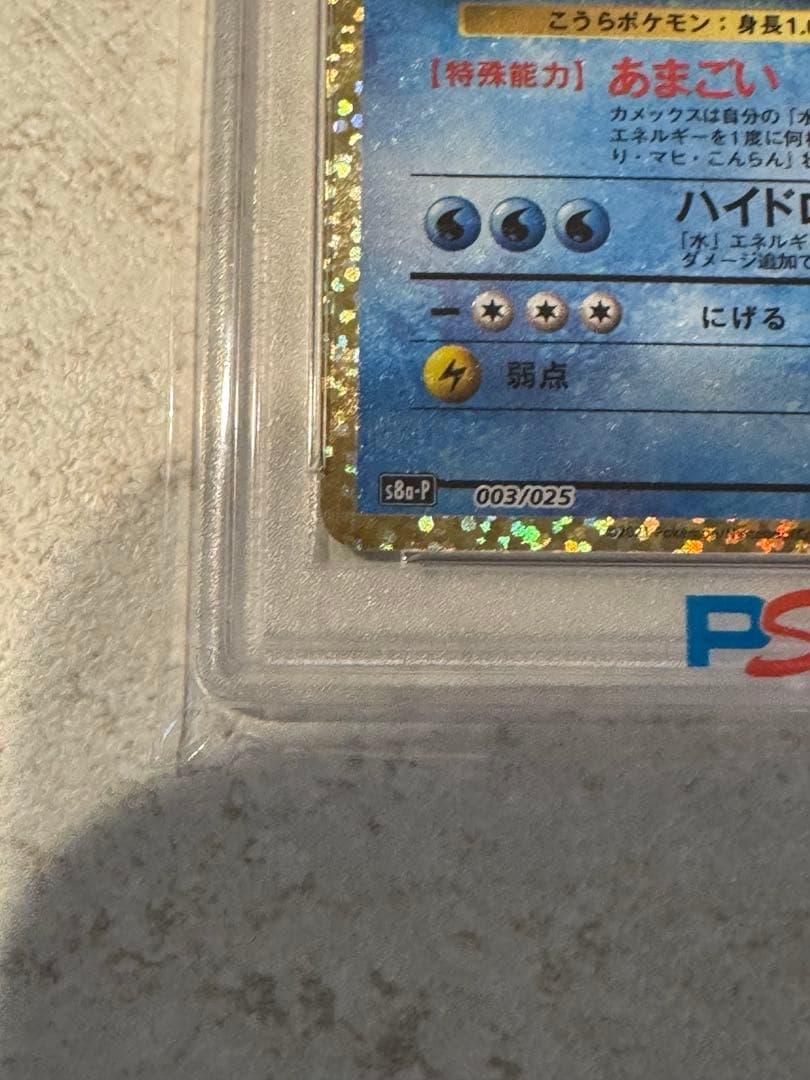 こうらポケモン：身長1.
【特殊能力】あまごい
カメックスは自分の「水
エネルギーを1度に何
り・マヒ・こんらん」
ハイドロ
「水」エネルギ
ダメージ追加で
にげる
弱点
s8a-P 003/025
©2021 Pokémon
PS